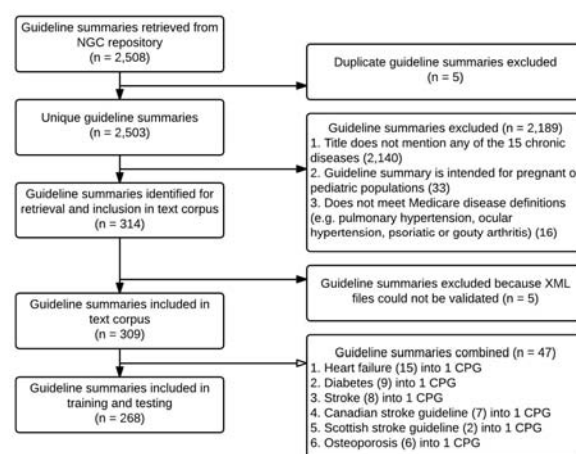 Guideline summaries retrieved from
NGC repository
(n = 2,508)
Duplicate guideline summaries excluded
(n = 5)
Unique guideline summaries
(n = 2,503)
Guideline summaries excluded (n = 2,189)
1. Title does not mention any of the 15 chronic
diseases (2,140)
2. Guideline summary is intended for pregnant o
pediatric populations (33)
3. Does not meet Medicare disease definitions
(e.g. pulmonary hypertension, ocular
hypertension, psoriatic or gouty arthritis) (16)
Guideline summaries identified for
retrieval and inclusion in text corpus
(n = 314)
Guideline summaries excluded because XML
files could not be validated (n = 5)
Guideline summaries included in
text corpus
(n = 309)
Guideline summaries combined (n = 47)
1. Heart failure (15) into 1 CPG
2. Diabetes (9) into 1 CPG
3. Stroke (8) into 1 CPG
4. Canadian stroke guideline (7) into 1 CPG
5. Scottish stroke guideline (2) into 1 CPG
6. Osteoporosis (6) into 1 CPG
Guideline summaries included in
training and testing
(n = 268)